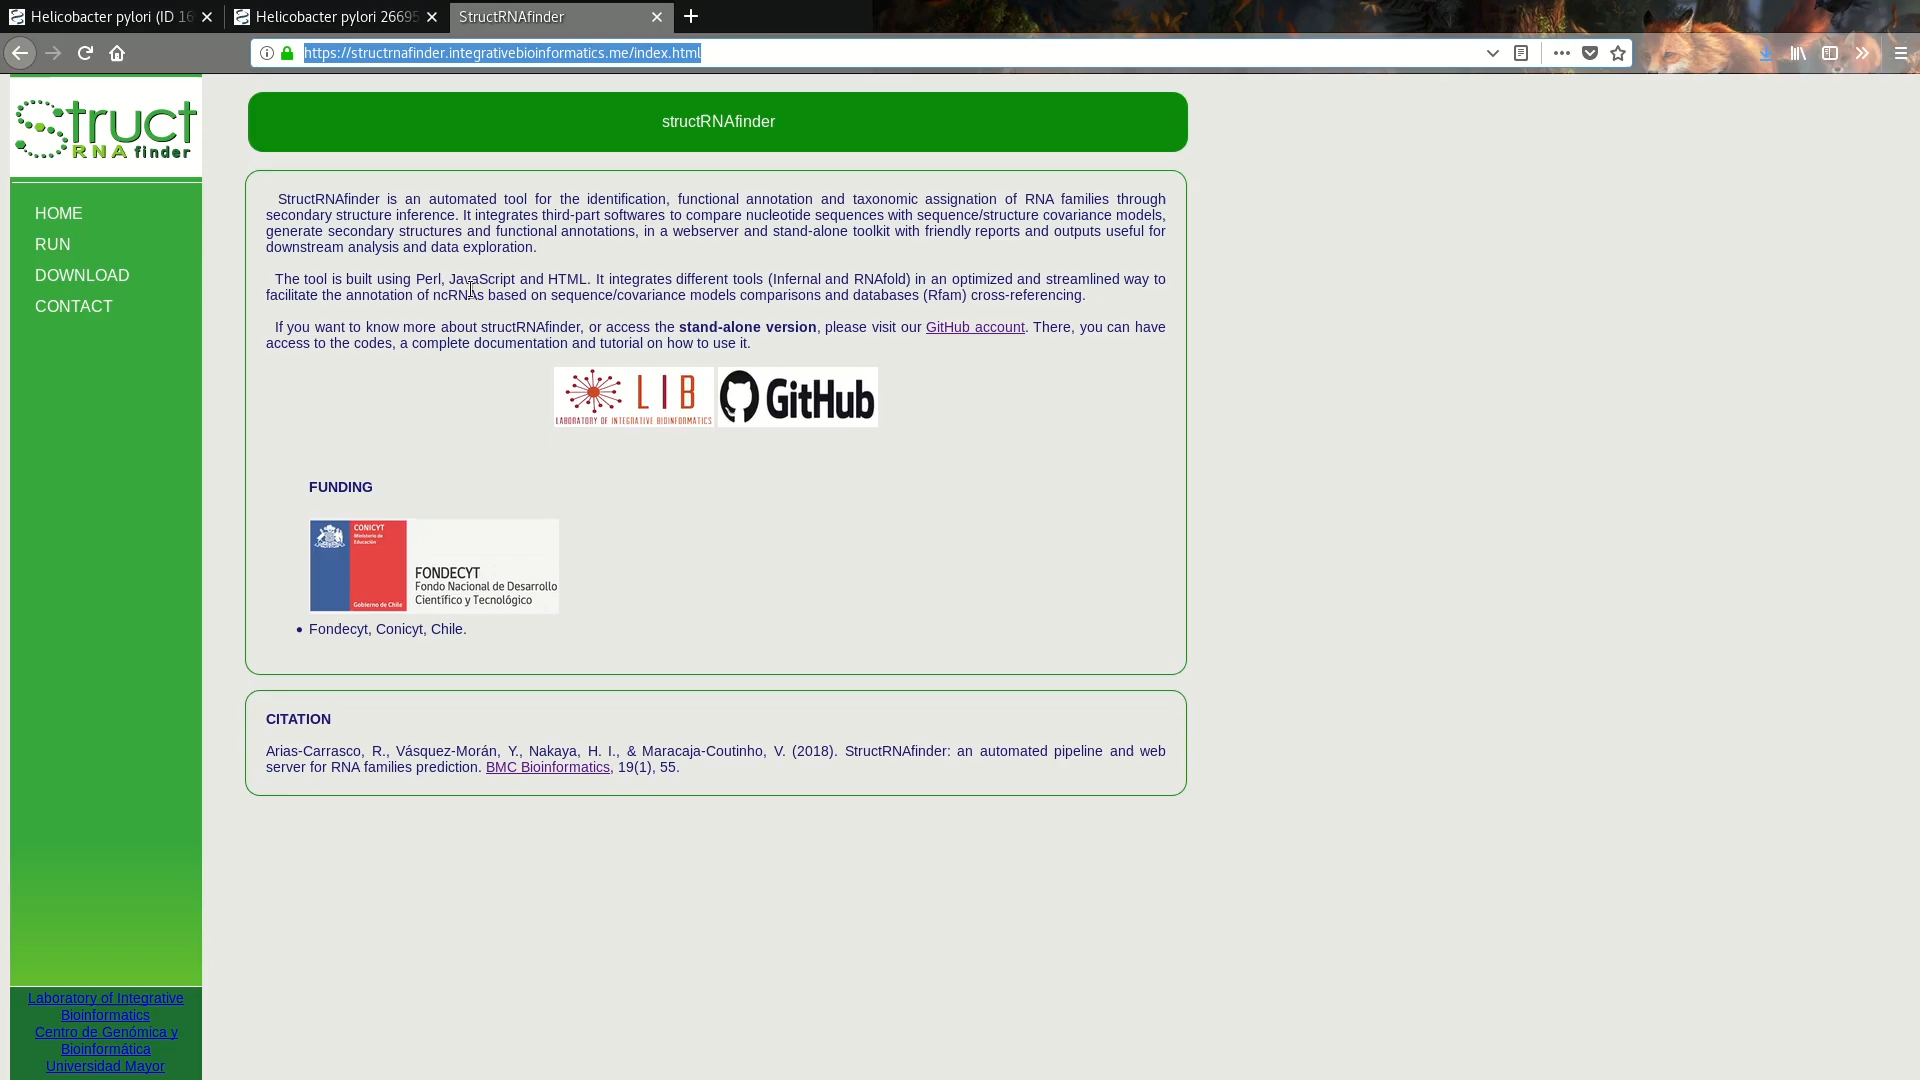 Helicobacter pylori (ID 16
Helicobacter pylori 26695
StructRNAfinder
https://structrnafinder.integrativebioinformatics.me/index.html
Struct
RNA finder
HOME
RUN
DOWNLOAD
CONTACT
structRNAfinder
StructRNAfinder is an automated tool for the identification, functional annotation and taxonomic assignation of RNA families through
secondary structure inference. It integrates third-part softwares to compare nucleotide sequences with sequence/structure covariance models,
generate secondary structures and functional annotations, in a webserver and stand-alone toolkit with friendly reports and outputs useful for
downstream analysis and data exploration.
The tool is built using Perl, JavaScript and HTML. It integrates different tools (Infernal and RNAfold) in an optimized and streamlined way to
facilitate the annotation of ncRNAs based on sequence/covariance models comparisons and databases (Rfam) cross-referencing.
If you want to know more about structRNAfinder, or access the stand-alone version, please visit our GitHub account. There, you can have
access to the codes, a complete documentation and tutorial on how to use it.
LIB
LABORATORY OF INTEGRATIVE BIOINFORMATICS
GitHub
FUNDING
CONICYT
Ministerio de
Educación
Gobierno de Chile
FONDECYT
Fondo Nacional de Desarrollo
Científico y Tecnológico
Fondecyt, Conicyt, Chile.
CITATION
Arias-Carrasco, R., Vásquez-Morán, Y., Nakaya, H. I., & Maracaja-Coutinho, V. (2018). StructRNAfinder: an automated pipeline and web
server for RNA families prediction. BMC Bioinformatics, 19(1), 55.
Laboratory of Integrative
Bioinformatics
Centro de Genómica y
Bioinformática
Universidad Mayor